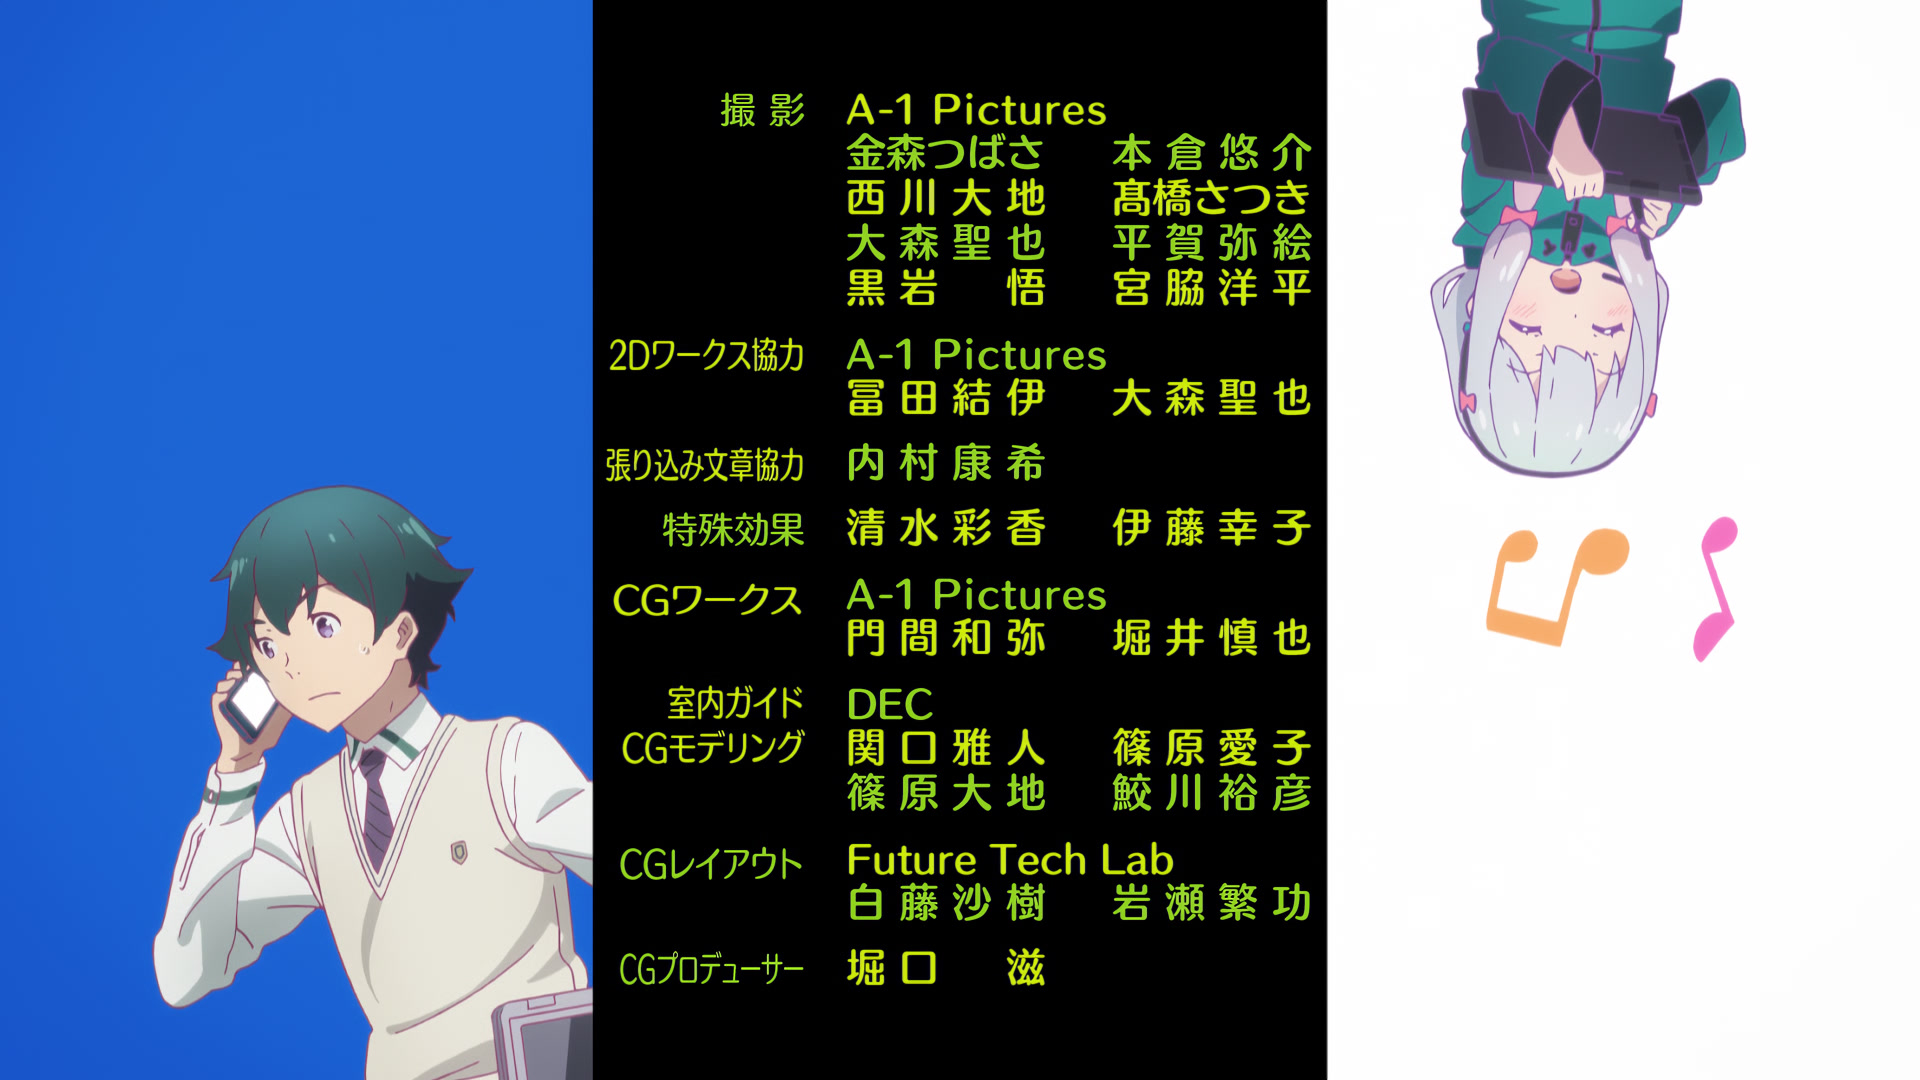 撮影 A-1 Pictures
金森つばさ 本倉悠介
西川大地 髙橋さつき
大森聖也 平賀弥絵
黒岩 悟 宮脇洋平
2Dワークス協力 A-1 Pictures
冨田結伊 大森聖也
張り込み文章協力 内村康希
特殊効果 清水彩香 伊藤幸子
CGワークス A-1 Pictures
門間和弥 堀井慎也
室内ガイド DEC
CGモデリング 関口雅人 篠原愛子
篠原大地 鮫川裕彦
CGレイアウト Future Tech Lab
白藤沙樹 岩瀬繁功
CGプロデューサー 堀口 滋